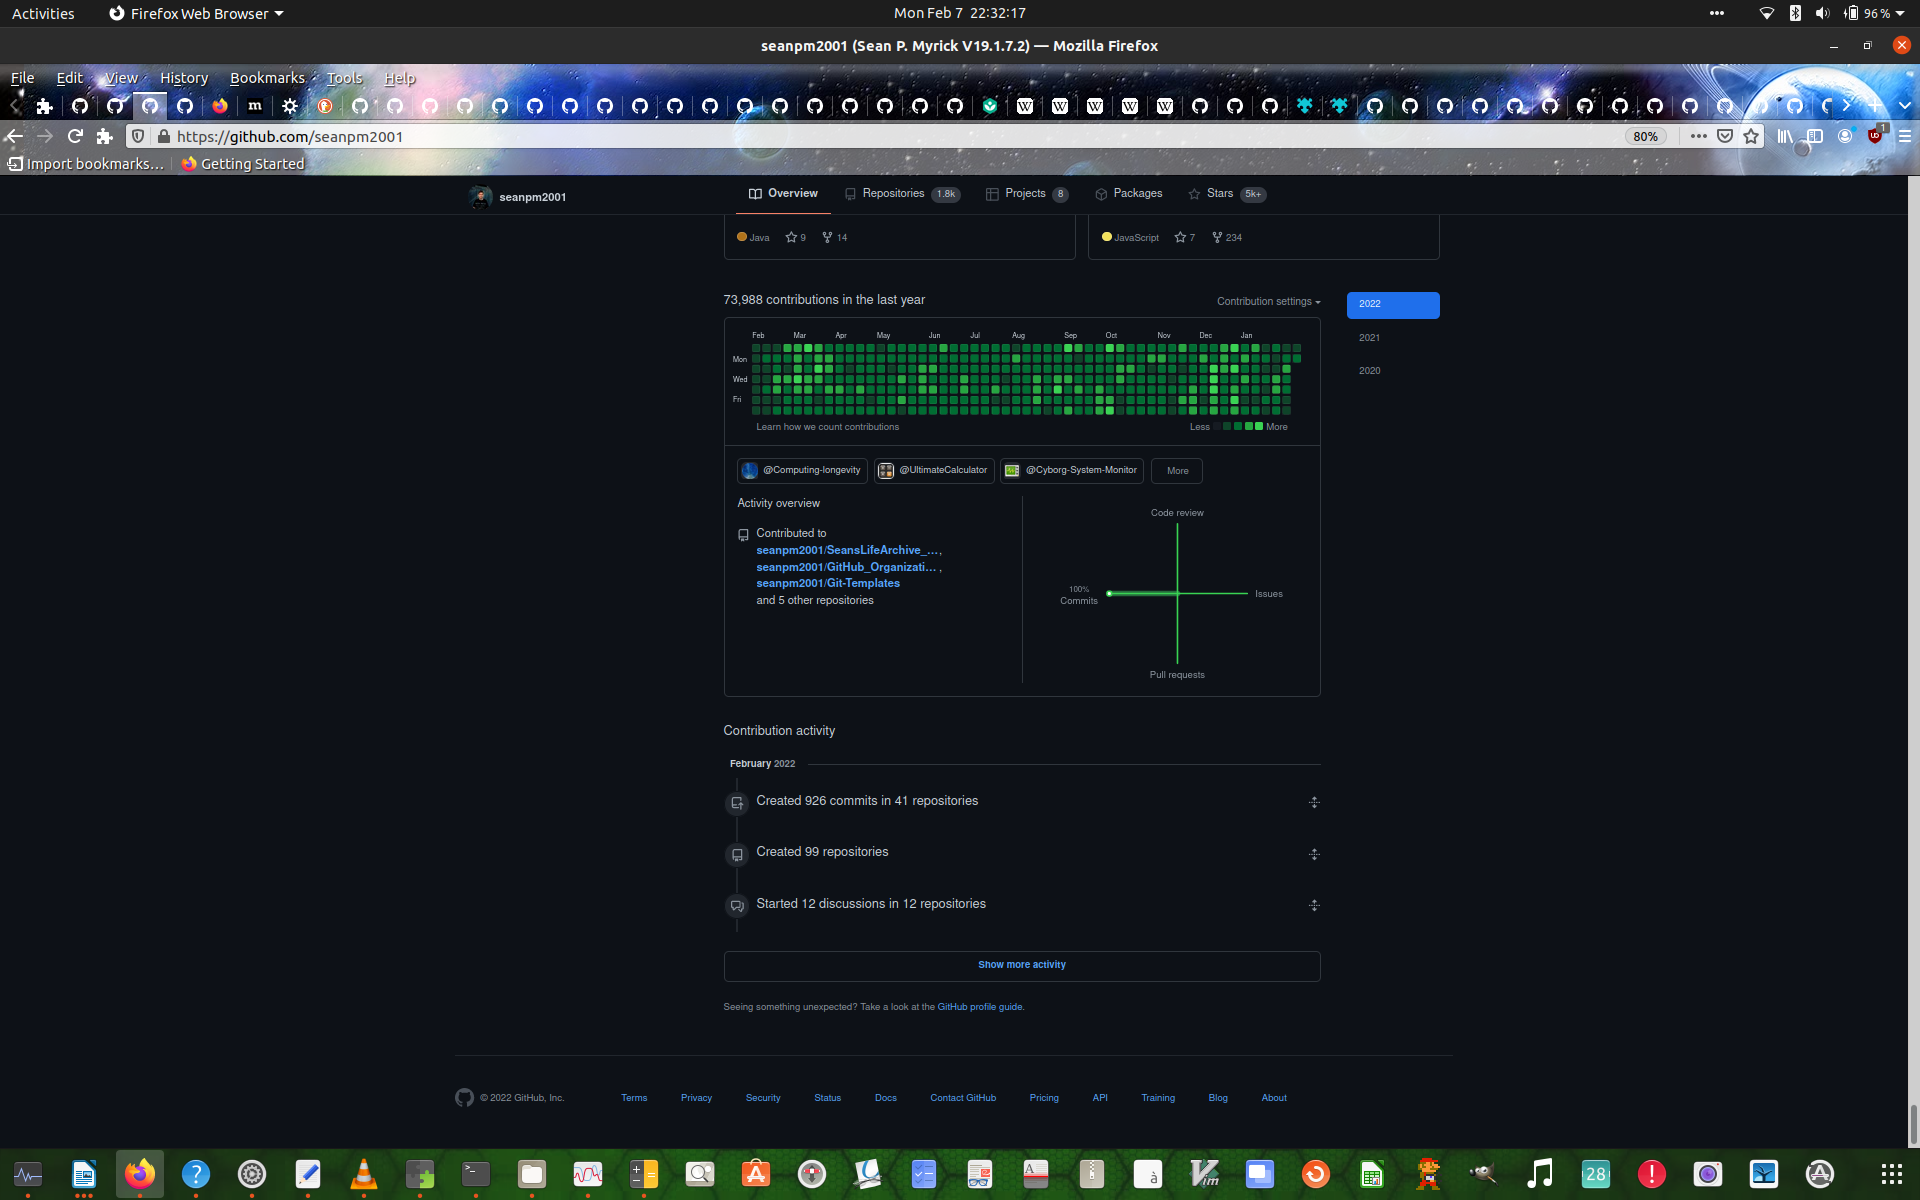 Activities Firefox Web Browser Mon Feb 7 22:32:17 96 %
seanpm2001 (Sean P. Myrick V19.1.7.2) — Mozilla Firefox
File Edit View History Bookmarks Tools Help
https://github.com/seanpm2001 80% 1
Import bookmarks... Getting Started
seanpm2001 Overview Repositories 1.8k Projects 8 Packages Stars 5k+
Java 9 14 JavaScript 7 234
73,988 contributions in the last year Contribution settings 2022
2021
2020
Feb Mar Apr May Jun Jul Aug Sep Oct Nov Dec Jan
Mon
Wed
Fri
Learn how we count contributions Less More
@Computing-longevity @UltimateCalculator @Cyborg-System-Monitor More
Activity overview
Contributed to
seanpm2001/SeansLifeArchive_... ,
seanpm2001/GitHub_Organizati... ,
seanpm2001/Git-Templates
and 5 other repositories
Code review
100%
Commits
Issues
Pull requests
Contribution activity
February 2022
Created 926 commits in 41 repositories
Created 99 repositories
Started 12 discussions in 12 repositories
Show more activity
Seeing something unexpected? Take a look at the GitHub profile guide.
© 2022 GitHub, Inc. Terms Privacy Security Status Docs Contact GitHub Pricing API Training Blog About
28